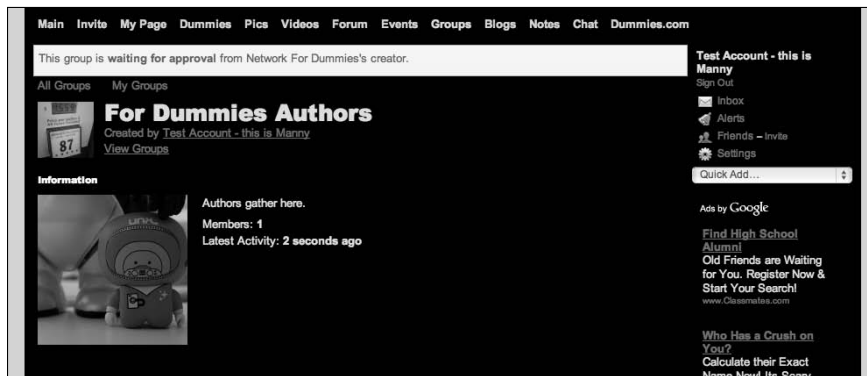 Main Invite My Page Dummies Pics Videos Forum Events Groups Blogs Notes Chat Dummies.com
This group is waiting for approval from Network For Dummies's creator.
All Groups My Groups
For Dummies Authors
Created by Test Account - this is Manny
View Groups
87
Information
Authors gather here.
Members: 1
Latest Activity: 2 seconds ago
Test Account - this is
Manny
Sign Out
Inbox
Alerts
Friends – Invite
Settings
Quick Add...
Ads by Google
Find High School
Alumni
Old Friends are Waiting
for You. Register Now &
Start Your Search!
www.Classmates.com
Who Has a Crush on
You?
Calculate their Exact
Name Now! Its Scary